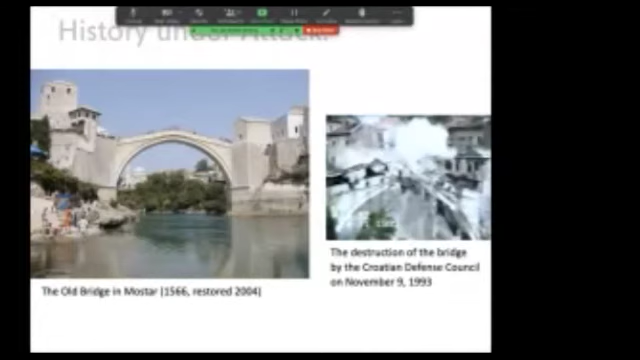 History under Attack:
The Old Bridge in Mostar (1566, restored 2004)
The destruction of the bridge
by the Croatian Defense Council
on November 9, 1993